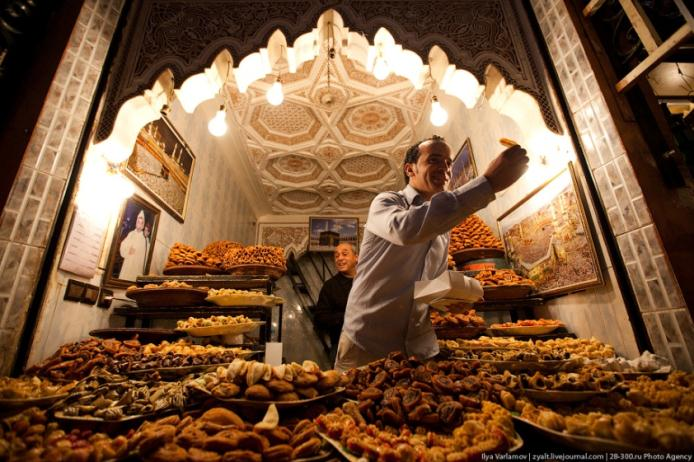 Ilya Varlamov | zyalt.livejournal.com | 28-300.ru Photo Agency